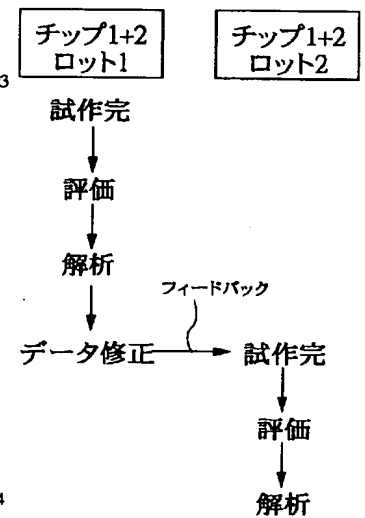 チップ1+2
ロット1
チップ1+2
ロット2
3
試作完
評価
解析
フィードバック
データ修正
試作完
評価
4
解析